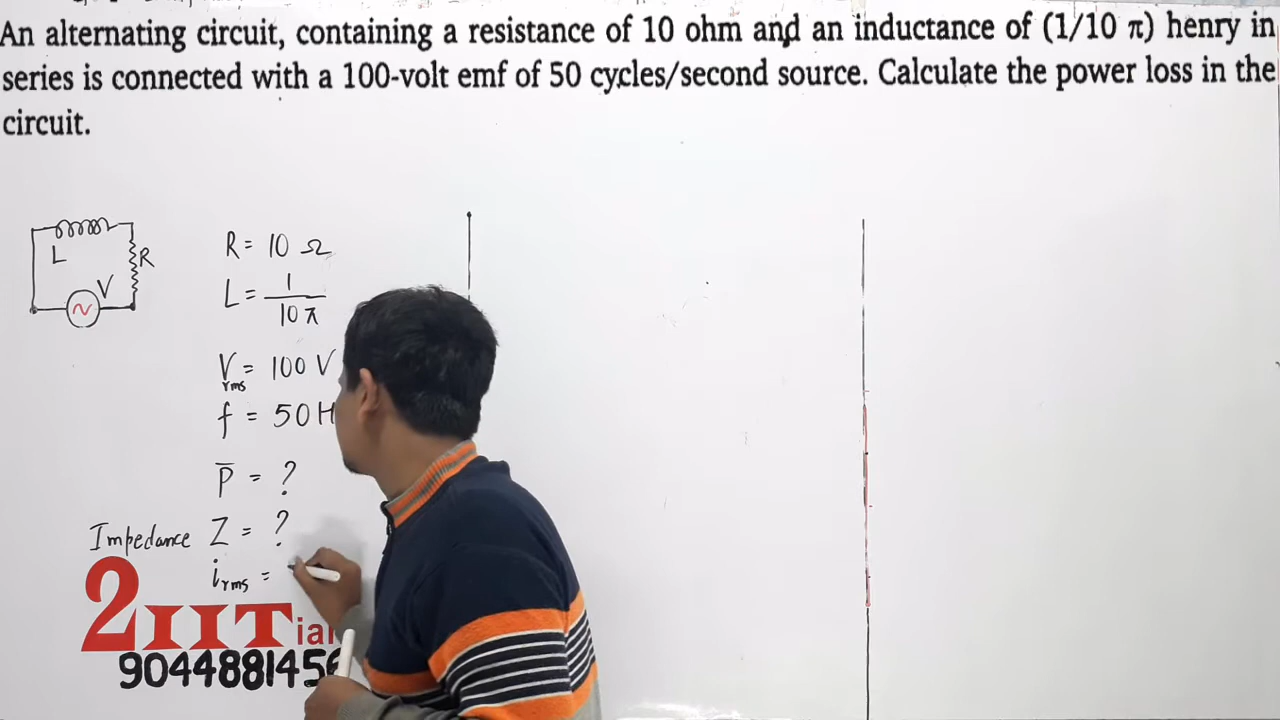 An alternating circuit, containing a resistance of 10 ohm and an inductance of (1/10 π) henry in
series is connected with a 100-volt emf of 50 cycles/second source. Calculate the power loss in the
circuit.
L
R
V
R = 10 Ω
L = 1/10π
Vrms = 100 V
f = 50 H
P̄ = ?
Impedance Z = ?
irms =
2IITian
9044881456